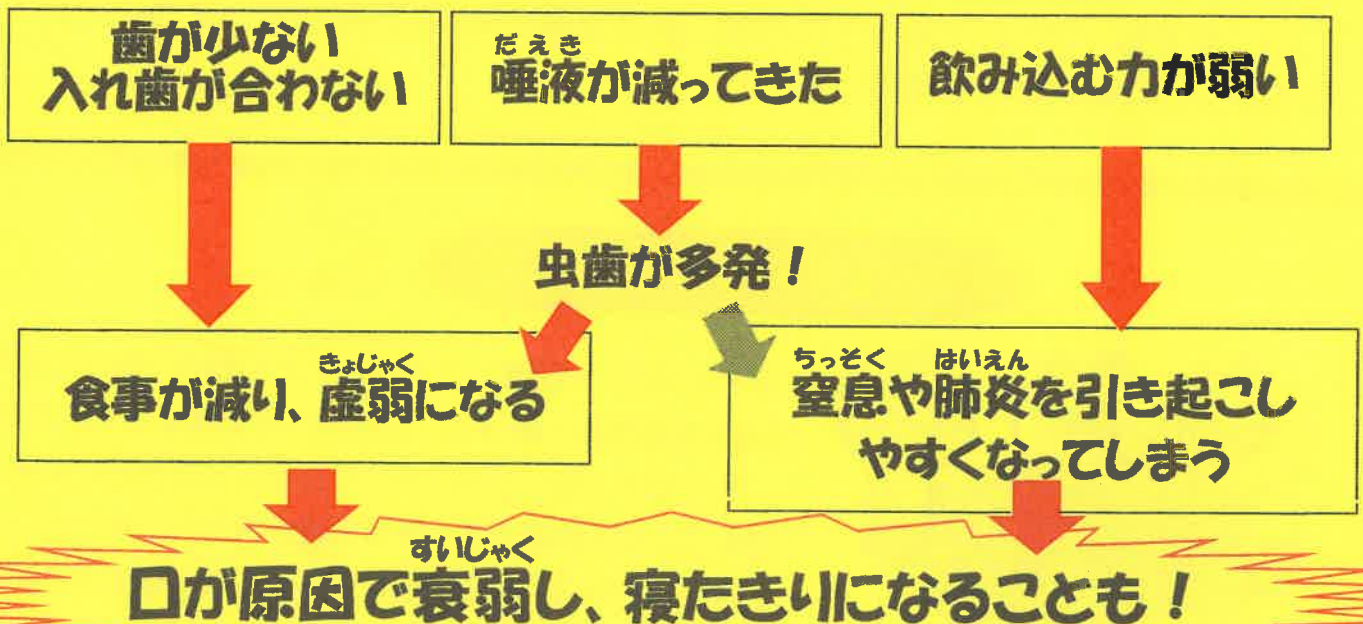 歯が少ない
入れ歯が合わない
だえき
唾液が減ってきた
飲み込む力が弱い
虫歯が多発!
きょじゃく
食事が減り、虚弱になる
ちっそく はいえん
窒息や肺炎を引き起こし
やすくなってしまう
すいじゃく
口が原因で衰弱し、寝たきりになることも!